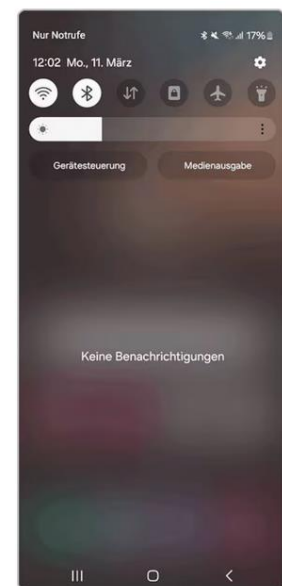 Nur Notrufe 17%
12:02 Mo., 11. März
Gerätesteuerung Medienausgabe
Keine Benachrichtigungen